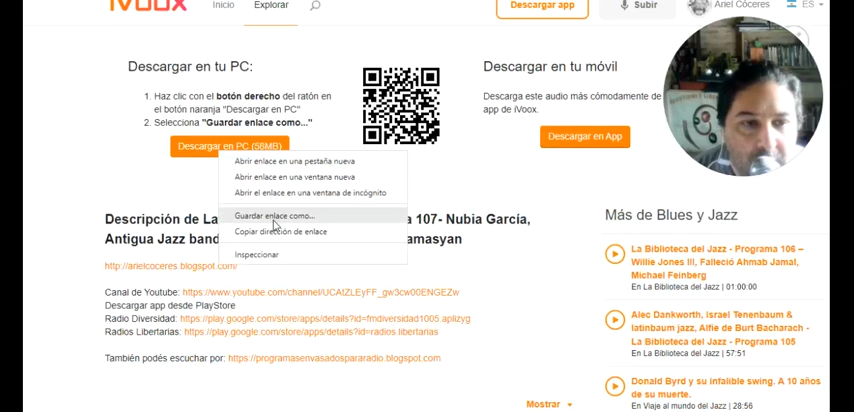 iVoox
Inicio
Explorar
Descargar app
Subir
Ariel Cóceres
ES
Descargar en tu PC:
1. Haz clic con el botón derecho del ratón en
el botón naranja "Descargar en PC"
2. Selecciona "Guardar enlace como..."
Descargar en PC (58MB)
Descargar en tu móvil
Descarga este audio más cómodamente de
app de iVoox.
Descargar en App
Abrir enlace en una pestaña nueva
Abrir enlace en una ventana nueva
Abrir el enlace en una ventana de incógnito
Guardar enlace como...
Copiar dirección de enlace
Inspeccionar
Descripción de La 107- Nubia García,
Antigua Jazz band amasyan
http://arielcoceres.blogspot.com/
Canal de Youtube: https://www.youtube.com/channel/UCAtZLEyFF_gw3cw00ENGEZw
Descargar app desde PlayStore
Radio Diversidad: https://play.google.com/store/apps/details?id=fmdiversidad1005.aplizyg
Radios Libertarias: https://play.google.com/store/apps/details?id=radios.libertarias
También podés escuchar por: https://programasenvasadospararadio.blogspot.com
Mostrar
Más de Blues y Jazz
La Biblioteca del Jazz - Programa 106 –
Willie Jones III, Falleció Ahmab Jamal,
Michael Feinberg
En La Biblioteca del Jazz | 01:00:00
Alec Dankworth, Israel Tenenbaum &
latinbaum jazz, Alfie de Burt Bacharach -
La Biblioteca del Jazz - Programa 105
En La Biblioteca del Jazz | 57:51
Donald Byrd y su infalible swing. A 10 años
de su muerte.
En Viaje al mundo del Jazz | 28:56